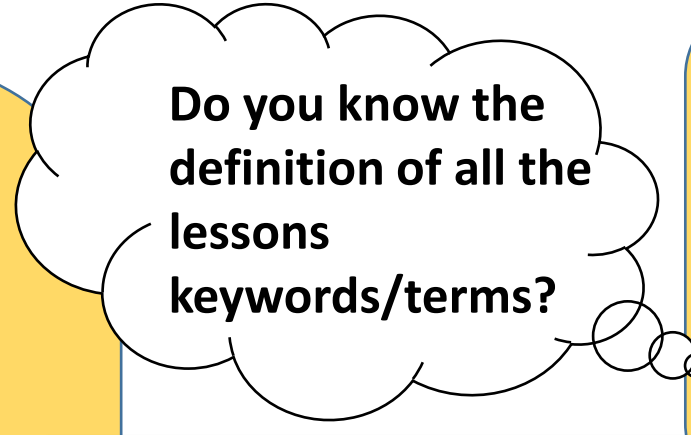 Do you know the
definition of all the
lessons
keywords/terms?